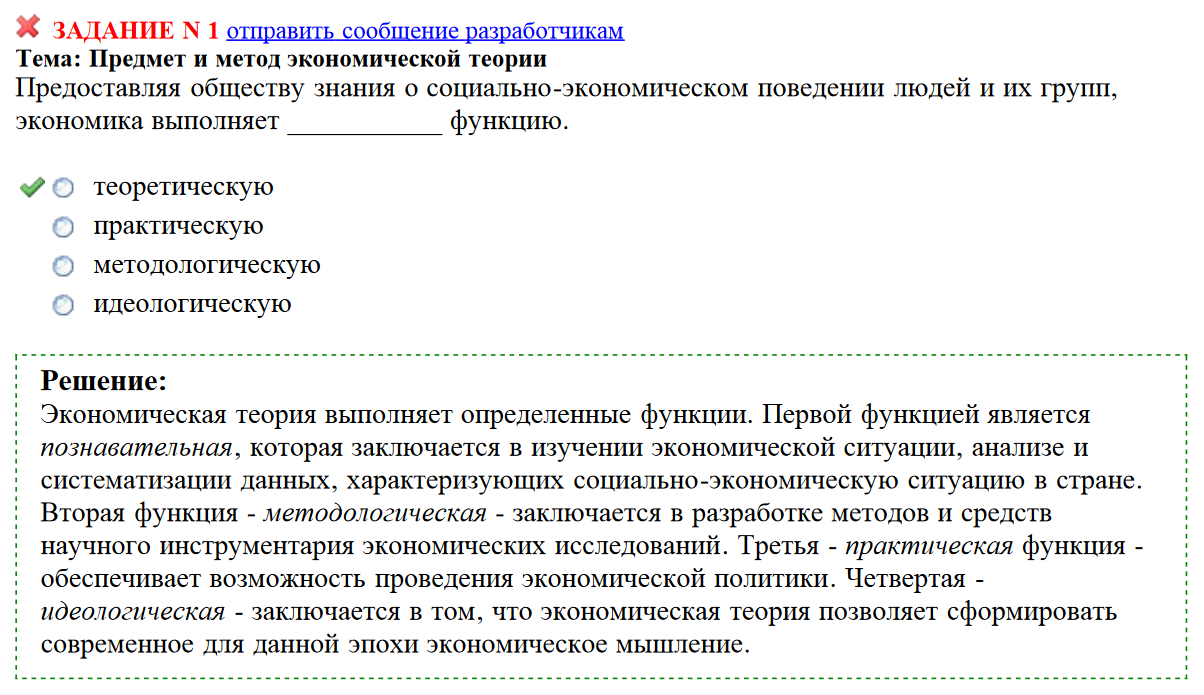 ЗАДАНИЕ N 1 отправить сообщение разработчикам
Тема: Предмет и метод экономической теории
Предоставляя обществу знания о социально-экономическом поведении людей и их групп,
экономика выполняет ___________ функцию.
теоретическую
практическую
методологическую
идеологическую
Решение:
Экономическая теория выполняет определенные функции. Первой функцией является
познавательная, которая заключается в изучении экономической ситуации, анализе и
систематизации данных, характеризующих социально-экономическую ситуацию в стране.
Вторая функция - методологическая - заключается в разработке методов и средств
научного инструментария экономических исследований. Третья - практическая функция -
обеспечивает возможность проведения экономической политики. Четвертая -
идеологическая - заключается в том, что экономическая теория позволяет сформировать
современное для данной эпохи экономическое мышление.